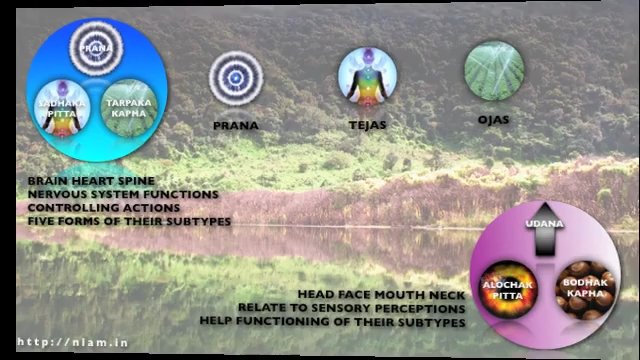 PRANA
SADHAKA
PITTA
TARPAKA
KAPHA
PRANA
TEJAS
OJAS
BRAIN HEART SPINE
NERVOUS SYSTEM FUNCTIONS
CONTROLLING ACTIONS
FIVE FORMS OF THEIR SUBTYPES
UDANA
ALOCHAK
PITTA
BODHAK
KAPHA
HEAD FACE MOUTH NECK
RELATE TO SENSORY PERCEPTIONS
HELP FUNCTIONING OF THEIR SUBTYPES
http://nlam.in